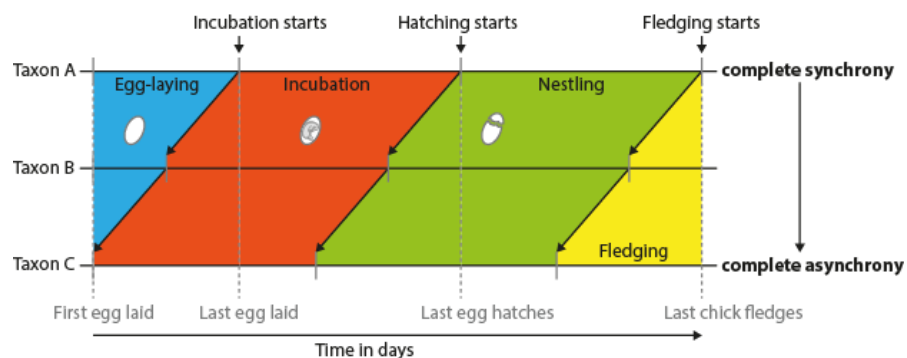 Incubation starts
Hatching starts
Fledging starts
Taxon A
complete synchrony
Egg-laying
Incubation
Nestling
Taxon B
Fledging
Taxon C
complete asynchrony
First egg laid
Last egg laid
Last egg hatches
Last chick fledges
Time in days